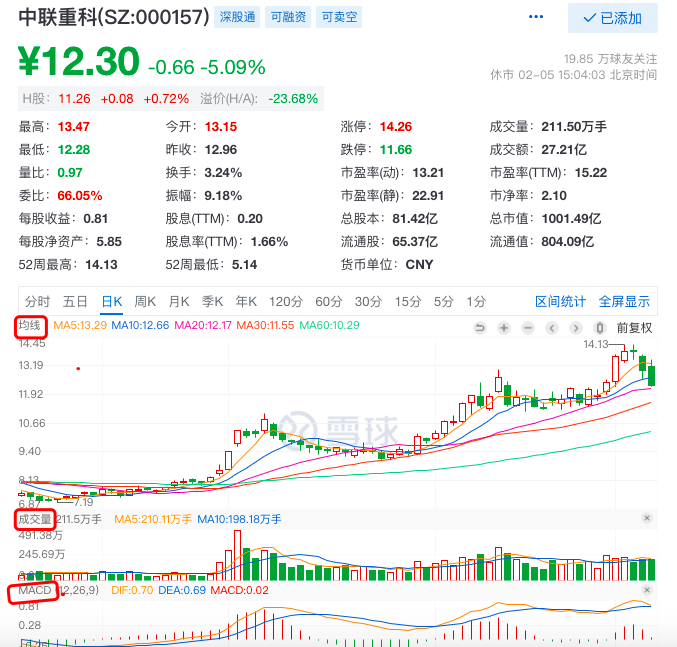 中联重科(SZ:000157) 深股通 可融资 可卖空 ••• ✓ 已添加
¥12.30 -0.66 -5.09%
19.85 万球友关注
休市 02-05 15:04:03 北京时间
H股: 11.26 +0.08 +0.72% 溢价(H/A): -23.68%
最高: 13.47 今开: 13.15 涨停: 14.26 成交量: 211.50万手
最低: 12.28 昨收: 12.96 跌停: 11.66 成交额: 27.21亿
量比: 0.97 换手: 3.24% 市盈率(动): 13.21 市盈率(TTM): 15.22
委比: 66.05% 振幅: 9.18% 市盈率(静): 22.91 市净率: 2.10
每股收益: 0.81 股息(TTM): 0.20 总股本: 81.42亿 总市值: 1001.49亿
每股净资产: 5.85 股息率(TTM): 1.66% 流通股: 65.37亿 流通值: 804.09亿
52周最高: 14.13 52周最低: 5.14 货币单位: CNY
分时 五日 日K 周K 月K 季K 年K 120分 60分 30分 15分 5分 1分 区间统计 全屏显示
均线 MA5:13.29 MA10:12.66 MA20:12.17 MA30:11.55 MA60:10.29 前复权
14.45
14.13
13.19
11.92
10.66
雪球
9.40
8.13
6.87
7.19
成交量 211.5万手 MA5:210.11万手 MA10:198.18万手
491.38万
245.69万
MACD (12,26,9) DIF:0.70 DEA:0.69 MACD:0.02
0.81
0.28